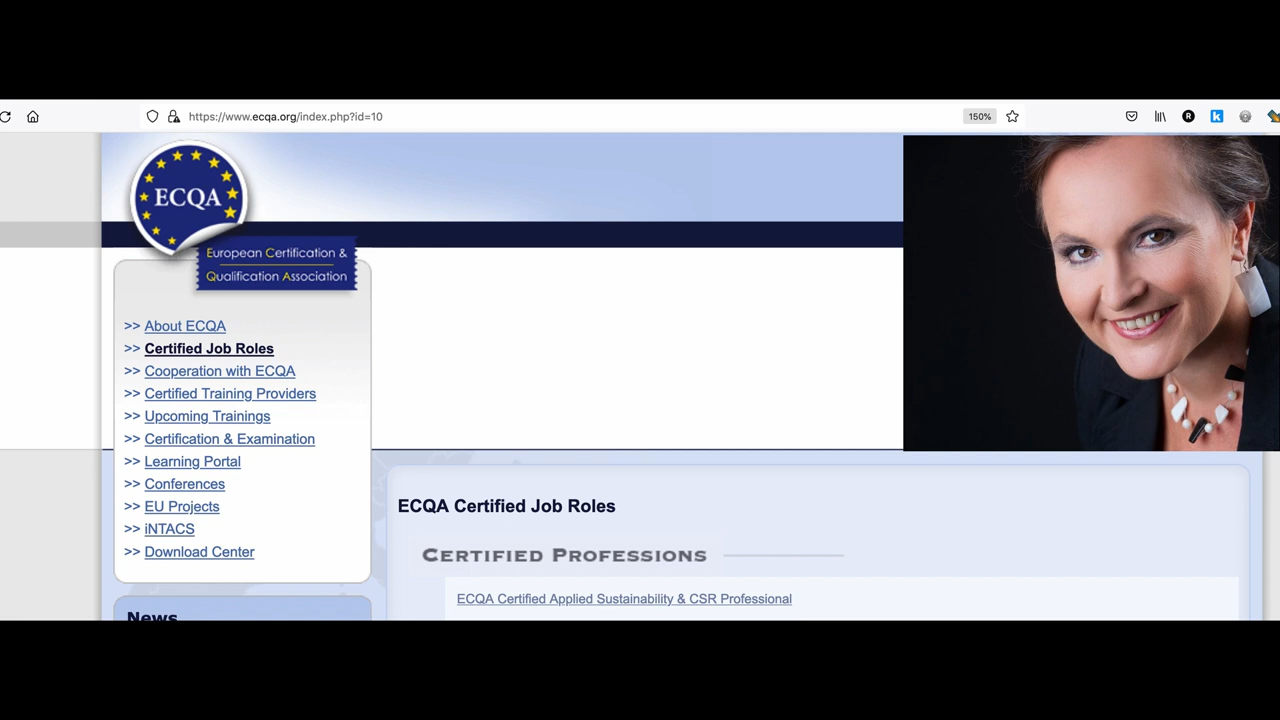 https://www.ecqa.org/index.php?id=10
150%
R
k
ECQA
European Certification &
Qualification Association
>> About ECQA
>> Certified Job Roles
>> Cooperation with ECQA
>> Certified Training Providers
>> Upcoming Trainings
>> Certification & Examination
>> Learning Portal
>> Conferences
>> EU Projects
>> iNTACS
>> Download Center
News
ECQA Certified Job Roles
CERTIFIED PROFESSIONS
ECQA Certified Applied Sustainability & CSR Professional